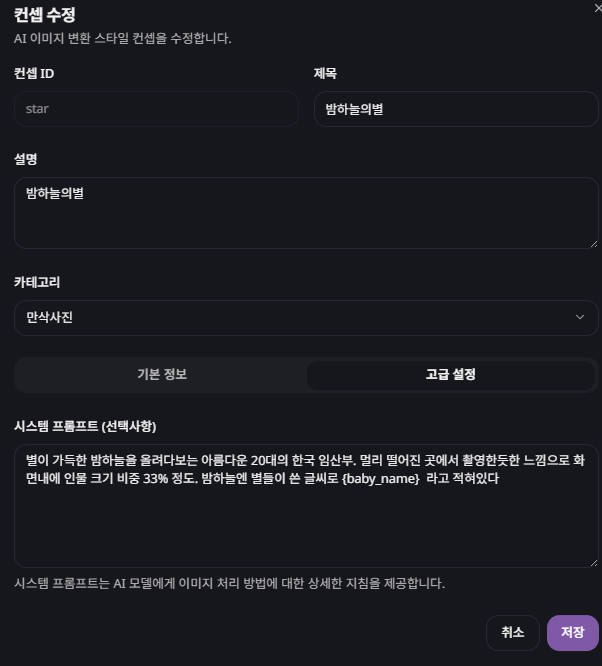 컨셉 수정
AI 이미지 변환 스타일 컨셉을 수정합니다.
컨셉 ID
제목
star
밤하늘의별
설명
밤하늘의별
카테고리
만삭사진
기본 정보
고급 설정
시스템 프롬프트 (선택사항)
별이 가득한 밤하늘을 올려다보는 아름다운 20대의 한국 임산부. 멀리 떨어진 곳에서 촬영한듯한 느낌으로 화
면내에 인물 크기 비중 33% 정도. 밤하늘엔 별들이 쓴 글씨로 {baby_name}  라고 적혀있다
시스템 프롬프트는 AI 모델에게 이미지 처리 방법에 대한 상세한 지침을 제공합니다.
취소
저장